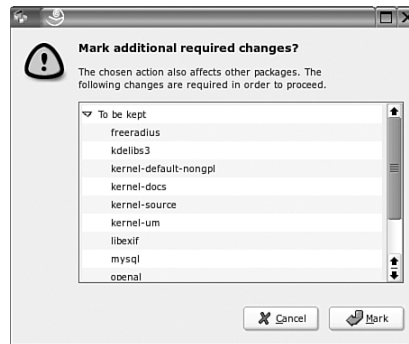 Mark additional required changes?
The chosen action also affects other packages. The
following changes are required in order to proceed.
To be kept
freeradius
kdelibs3
kernel-default-nongpl
kernel-docs
kernel-source
kernel-um
libexif
mysql
openal
Cancel
Mark